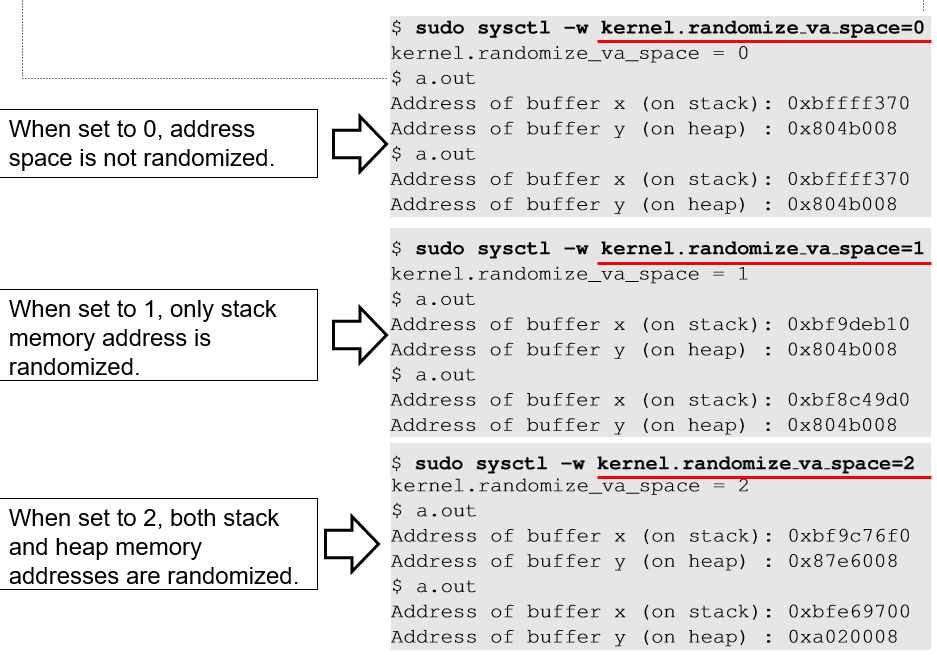 $ sudo sysctl -w kernel.randomize_va_space=0
kernel.randomize_va_space = 0
$ a.out
Address of buffer x (on stack): 0xbffff370
Address of buffer y (on heap) : 0x804b008
$ a.out
Address of buffer x (on stack): 0xbffff370
Address of buffer y (on heap) : 0x804b008
When set to 0, address
space is not randomized.
$ sudo sysctl -w kernel.randomize_va_space=1
kernel.randomize_va_space = 1
$ a.out
Address of buffer x (on stack): 0xbf9deb10
Address of buffer y (on heap) : 0x804b008
$ a.out
Address of buffer x (on stack): 0xbf8c49d0
Address of buffer y (on heap) : 0x804b008
When set to 1, only stack
memory address is
randomized.
$ sudo sysctl -w kernel.randomize_va_space=2
kernel.randomize_va_space = 2
$ a.out
Address of buffer x (on stack): 0xbf9c76f0
Address of buffer y (on heap) : 0x87e6008
$ a.out
Address of buffer x (on stack): 0xbfe69700
Address of buffer y (on heap) : 0xa020008
When set to 2, both stack
and heap memory
addresses are randomized.